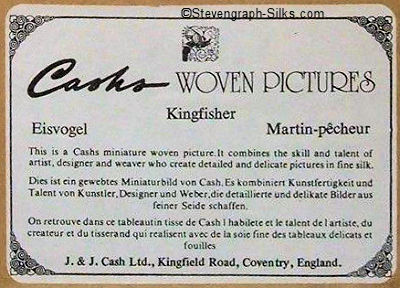 ©Stevengraph-Silks.com
Cashs WOVEN PICTURES
Kingfisher
Eisvogel Martin-pêcheur
This is a Cashs miniature woven picture.It combines the skill and talent of
artist, designer and weaver who create detailed and delicate pictures in fine silk.
Dies ist ein gewebtes Miniaturbild von Cash.Es kombiniert Kunstfertigkeit und
Talent von Kunstler,Designer und Weber,die detaillierte und delikate Bilder aus
feiner Seide schaffen.
On retrouve dans ce tableautin tisse de Cash l habilete et le talent de l artiste, du
createur et du tisserand qui realisent avec de la soie fine des tableaux delicats et
fouilles
J. & J. Cash Ltd., Kingfield Road, Coventry, England.